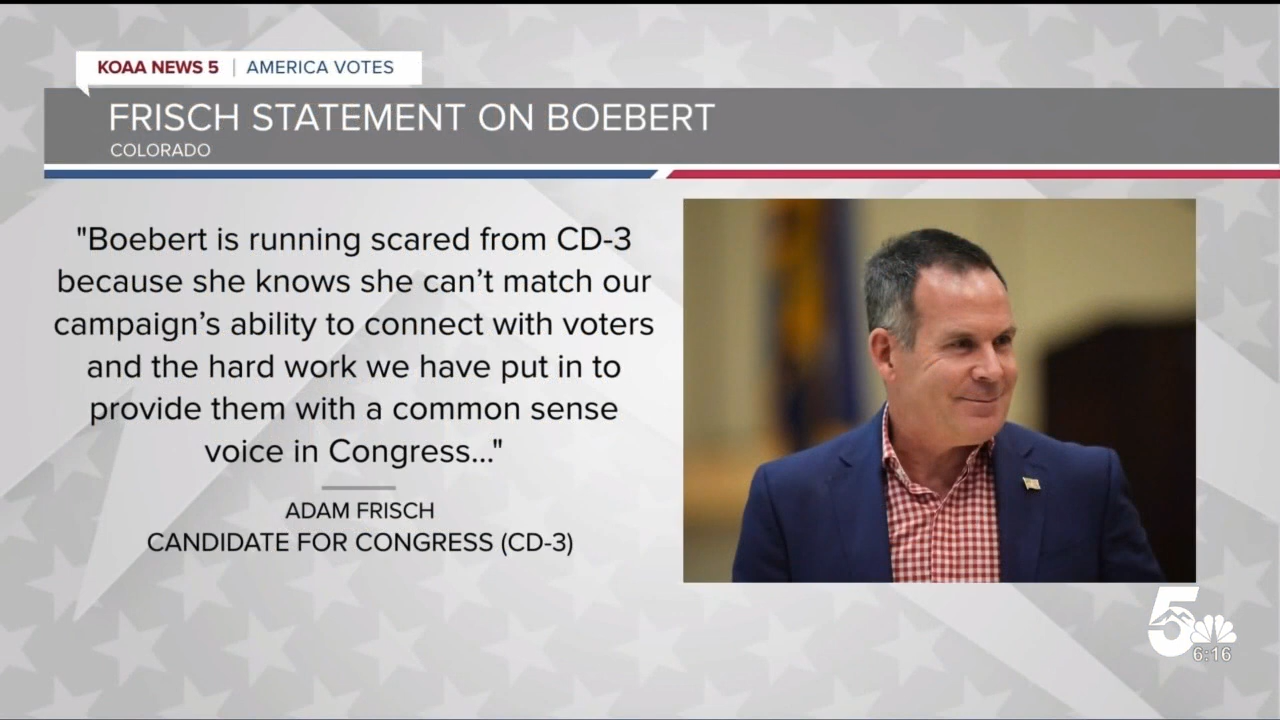 KOAA NEWS 5 | AMERICA VOTES
FRISCH STATEMENT ON BOEBERT
COLORADO
"Boebert is running scared from CD-3
because she knows she can’t match our
campaign’s ability to connect with voters
and the hard work we have put in to
provide them with a common sense
voice in Congress..."
ADAM FRISCH
CANDIDATE FOR CONGRESS (CD-3)
5
6:16